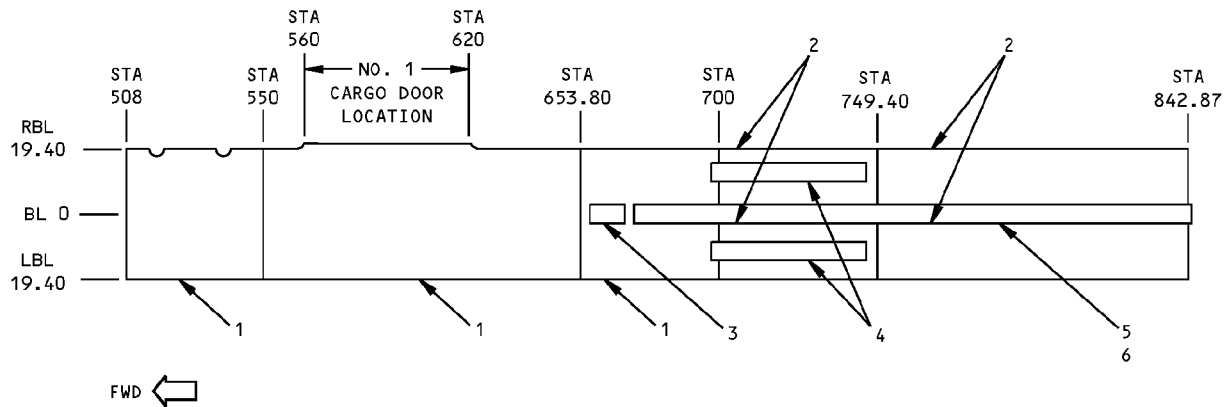 STA
560
STA
620
NO. 1
CARGO DOOR
LOCATION
2
2
STA
508
STA
550
STA
653.80
STA
700
STA
749.40
STA
842.87
RBL
19.40
BL 0
LBL
19.40
1
1
1
3
4
5
6
FWD